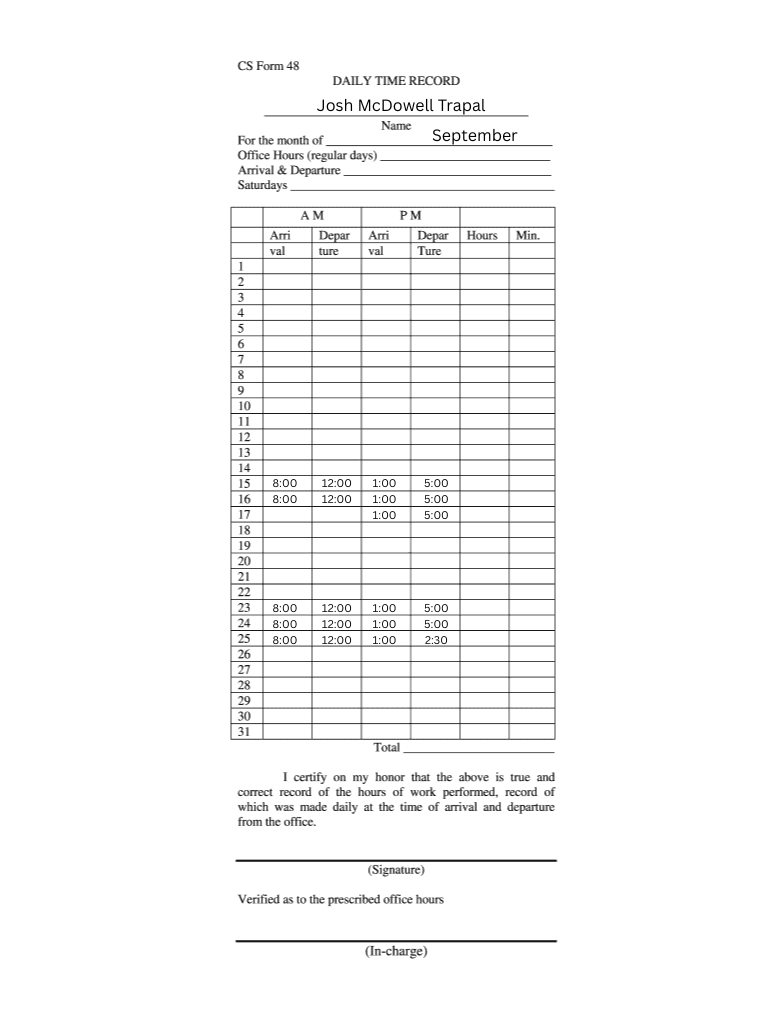 CS Form 48
DAILY TIME RECORD
Josh McDowell Trapal
Name
For the month of September
Office Hours (regular days)
Arrival & Departure
Saturdays
A M P M
Arri Depar Arri Depar Hours Min.
val ture val Ture
1
2
3
4
5
6
7
8
9
10
11
12
13
14
15 8:00 12:00 1:00 5:00
16 8:00 12:00 1:00 5:00
17 1:00 5:00
18
19
20
21
22
23 8:00 12:00 1:00 5:00
24 8:00 12:00 1:00 5:00
25 8:00 12:00 1:00 2:30
26
27
28
29
30
31
Total
I certify on my honor that the above is true and
correct record of the hours of work performed, record of
which was made daily at the time of arrival and departure
from the office.
(Signature)
Verified as to the prescribed office hours
(In-charge)